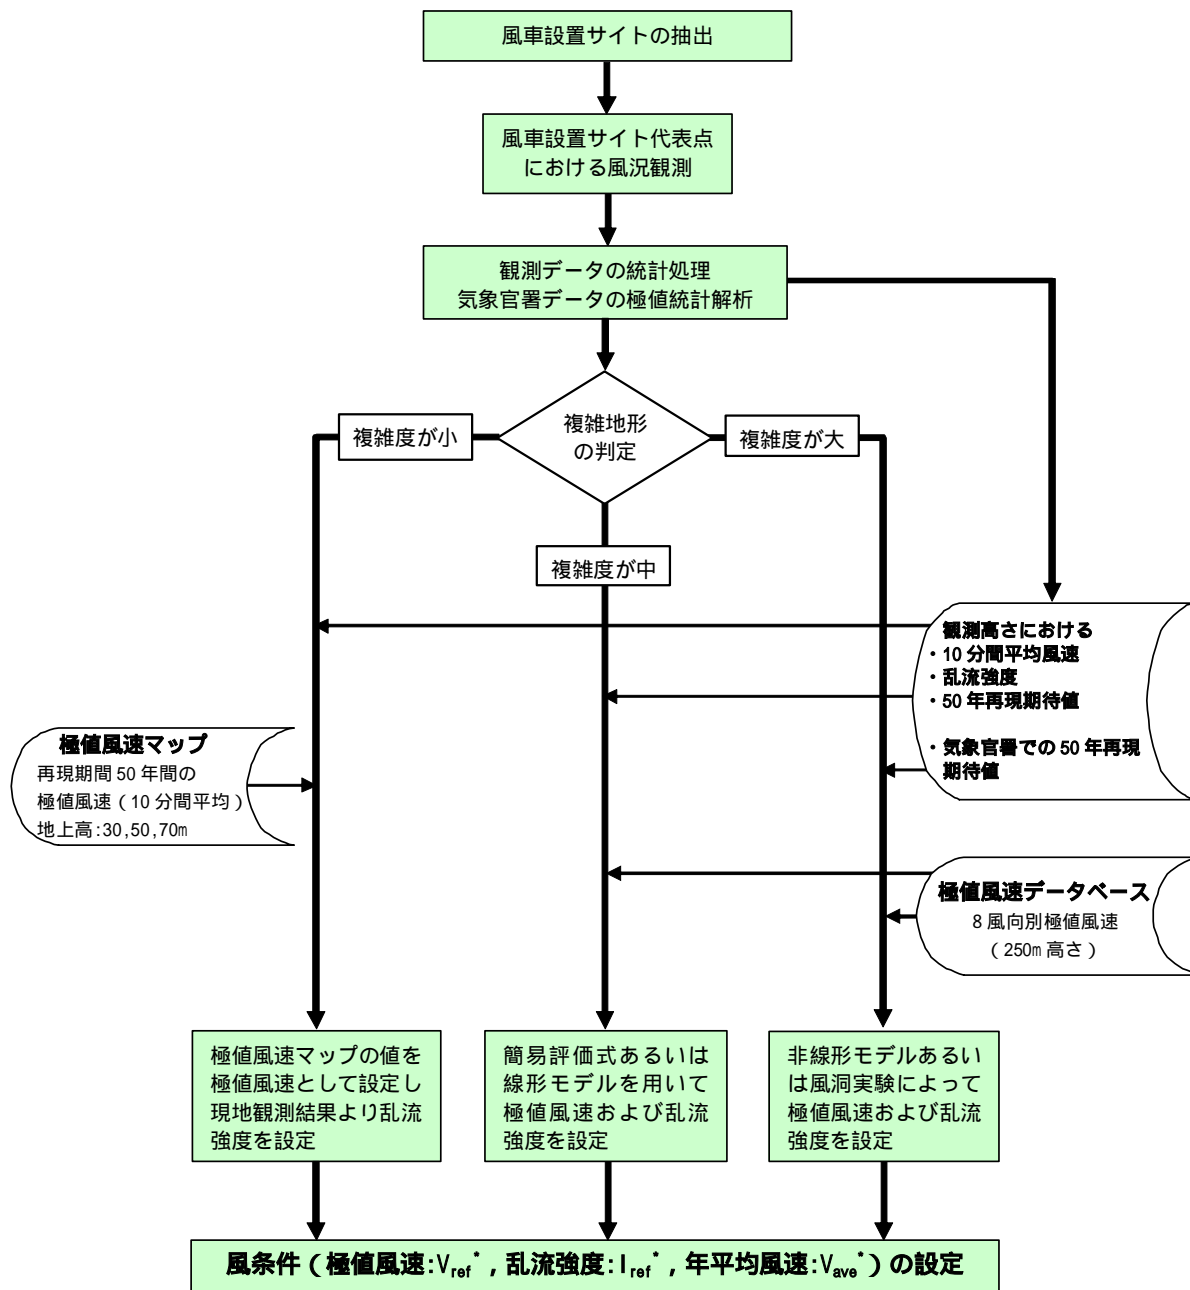 風車設置サイトの抽出
風車設置サイト代表点
における風況観測
観測データの統計処理
気象官署データの極値統計解析
複雑地形
の判定
複雑度が小
複雑度が大
複雑度が中
観測高さにおける
・10 分間平均風速
・乱流強度
・50 年再現期待値
・気象官署での 50 年再現
期待値
極値風速マップ
再現期間 50 年間の
極値風速（10 分間平均）
地上高:30,50,70m
極値風速データベース
8 風向別極値風速
（250m 高さ）
極値風速マップの値を
極値風速として設定し
現地観測結果より乱流
強度を設定
簡易評価式あるいは
線形モデルを用いて
極値風速および乱流
強度を設定
非線形モデルあるい
は風洞実験によって
極値風速および乱流
強度を設定
風条件（極値風速:Vref*，乱流強度:Iref*，年平均風速:Vave*）の設定